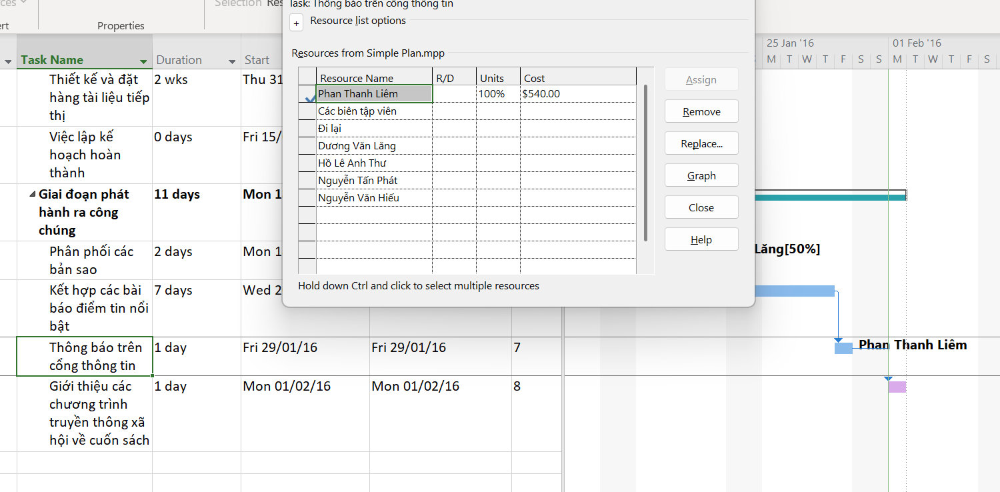 Task: Thông báo trên cổng thông tin
Selection
Properties
+ Resource list options
Resources from Simple Plan.mpp
Resource Name R/D Units Cost
Phan Thanh Liêm 100% $540.00
Các biên tập viên
Đi lại
Dương Văn Lăng
Hồ Lê Anh Thư
Nguyễn Tấn Phát
Nguyễn Văn Hiếu
Assign
Remove
Replace...
Graph
Close
Help
Hold down Ctrl and click to select multiple resources
Task Name Duration Start
Thiết kế và đặt 2 wks Thu 31
hàng tài liệu tiếp
thị
Việc lập kế 0 days Fri 15/
hoạch hoàn
thành
Giai đoạn phát 11 days Mon 1
hành ra công
chúng
Phân phối các 2 days Mon 1
bản sao
Kết hợp các bài 7 days Wed 2
báo điểm tin nổi
bật
Thông báo trên 1 day Fri 29/01/16 Fri 29/01/16 7
cổng thông tin
Giới thiệu các 1 day Mon 01/02/16 Mon 01/02/16 8
chương trình
truyền thông xã
hội về cuốn sách
25 Jan '16 01 Feb '16
M T W T F S S M T W T F S
Lăng[50%]
Phan Thanh Liêm